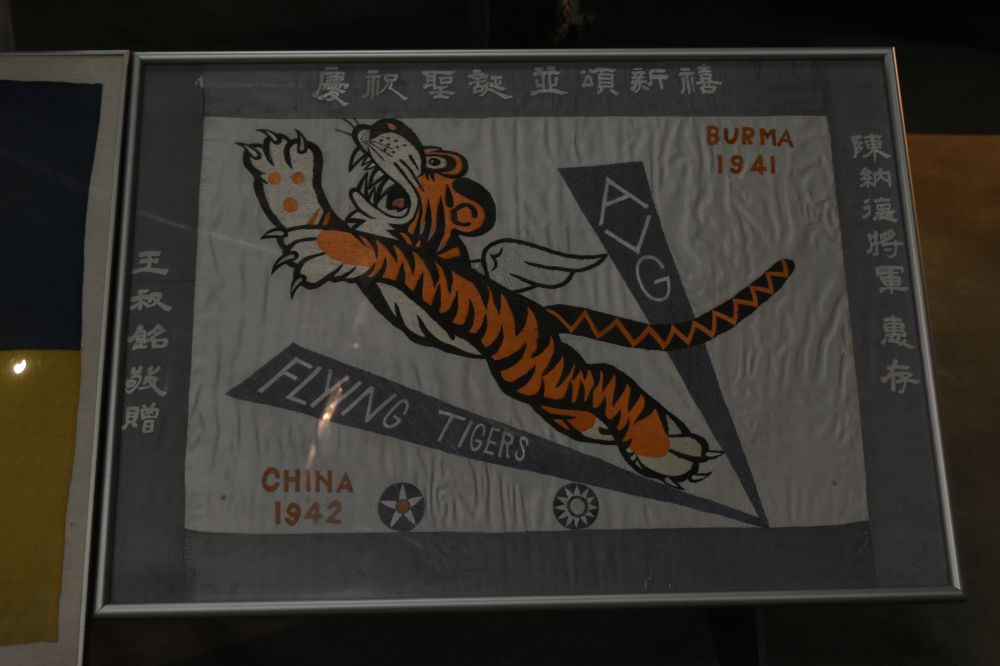 慶祝聖誕並頌新禧
陳納德將軍 惠存
BURMA
1941
AVG
FLYING TIGERS
CHINA
1942
王叔銘敬贈